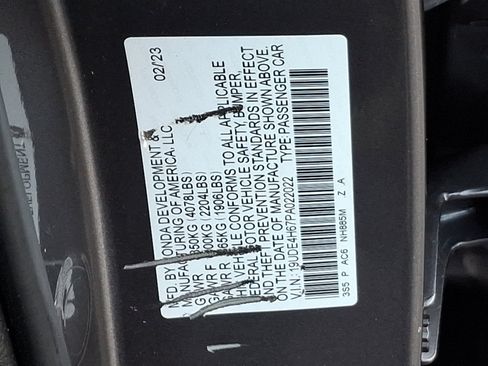 MFD. BY HONDA DEVELOPMENT &
MANUFACTURING OF AMERICA, LLC 02/23
GVWR 1850KG (4078LBS)
GAWR F 1000KG (2204LBS)
GAWR R 865KG (1906LBS)
THIS VEHICLE CONFORMS TO ALL APPLICABLE
FEDERAL MOTOR VEHICLE SAFETY, BUMPER,
AND THEFT PREVENTION STANDARDS IN EFFECT
ON THE DATE OF MANUFACTURE SHOWN ABOVE.
V.I.N.: 19UDE4H67PA022022 TYPE:PASSENGER CAR
3S5 P AC6 NH885M Z A